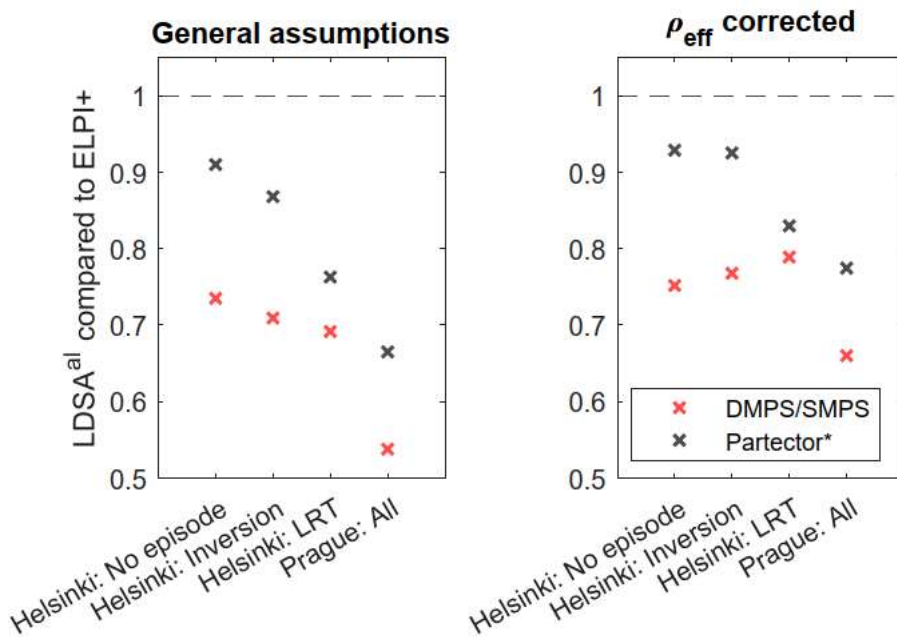 General assumptions
LDSA^al compared to ELPI+
1
0.9
0.8
0.7
0.6
0.5
Helsinki: No episode
Helsinki: Inversion
Helsinki: LRT
Prague: All
ρeff corrected
1
0.9
0.8
0.7
0.6
0.5
DMPS/SMPS
Partector*
Helsinki: No episode
Helsinki: Inversion
Helsinki: LRT
Prague: All